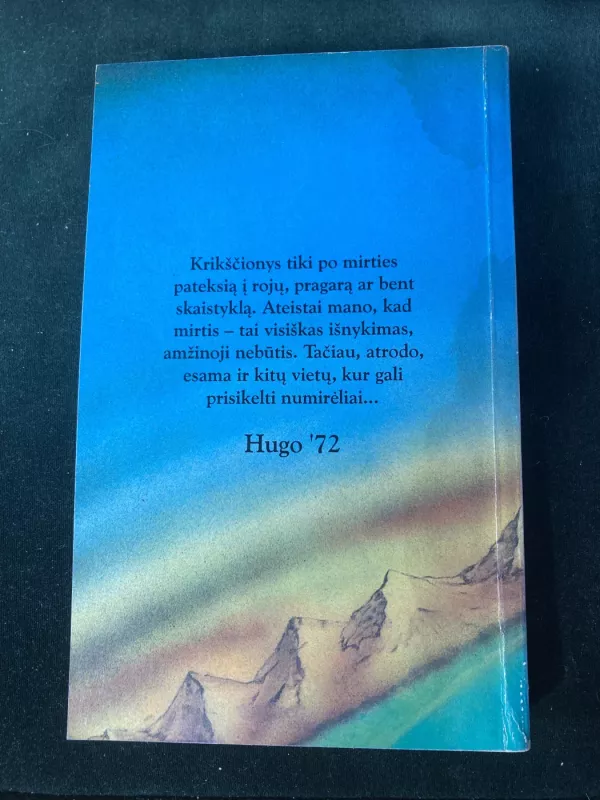 Krikščionys tiki po mirties
pateksią į rojų, pragarą ar bent
skaistyklą. Ateistai mano, kad
mirtis – tai visiškas išnykimas,
amžinoji nebūtis. Tačiau, atrodo,
esama ir kitų vietų, kur gali
prisikelti numirėliai...
Hugo '72